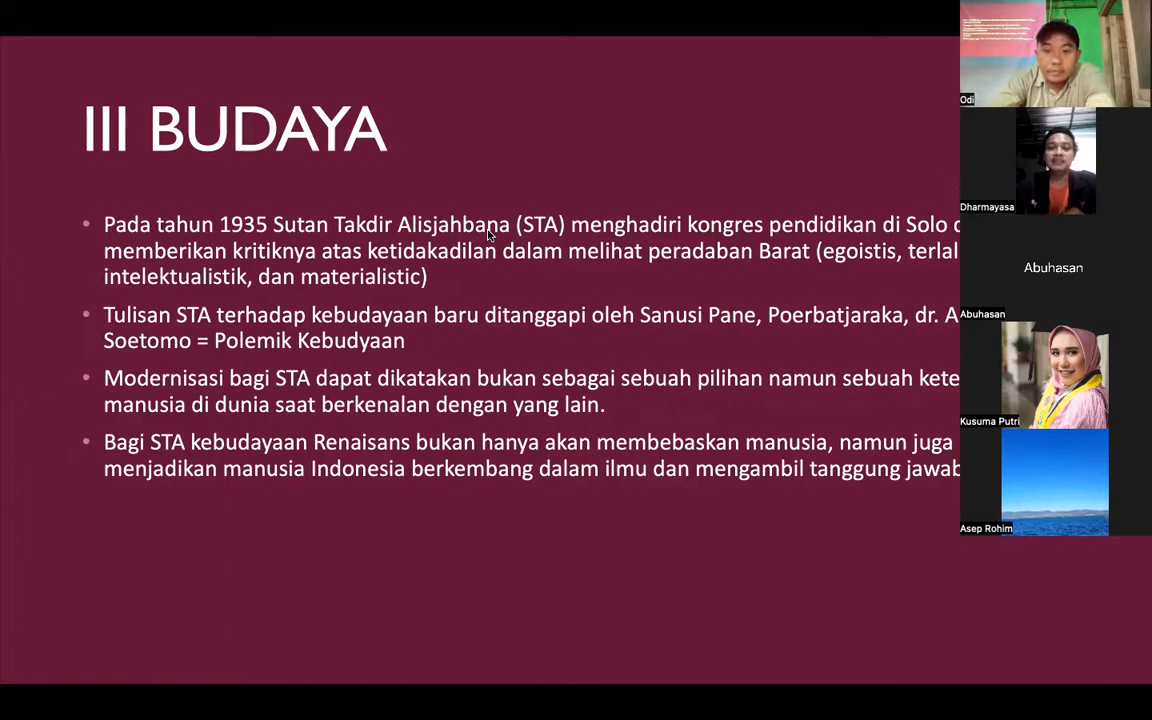 III BUDAYA
Pada tahun 1935 Sutan Takdir Alisjahbana (STA) menghadiri kongres pendidikan di Solo
memberikan kritiknya atas ketidakadilan dalam melihat peradaban Barat (egoistis,
intelektualistik, dan materialistic)
Tulisan STA terhadap kebudayaan baru ditanggapi oleh Sanusi Pane, Poerbatjaraka, dr.
Soetomo = Polemik Kebudyaan
Modernisasi bagi STA dapat dikatakan bukan sebagai sebuah pilihan namun sebuah
manusia di dunia saat berkenalan dengan yang lain.
Bagi STA kebudayaan Renaisans bukan hanya akan membebaskan manusia, namun juga
menjadikan manusia Indonesia berkembang dalam ilmu dan mengambil tanggung jawab
Odi
Dharmayasa
Abuhasan
Abuhasan
Kusuma Putri
Asep Rohim